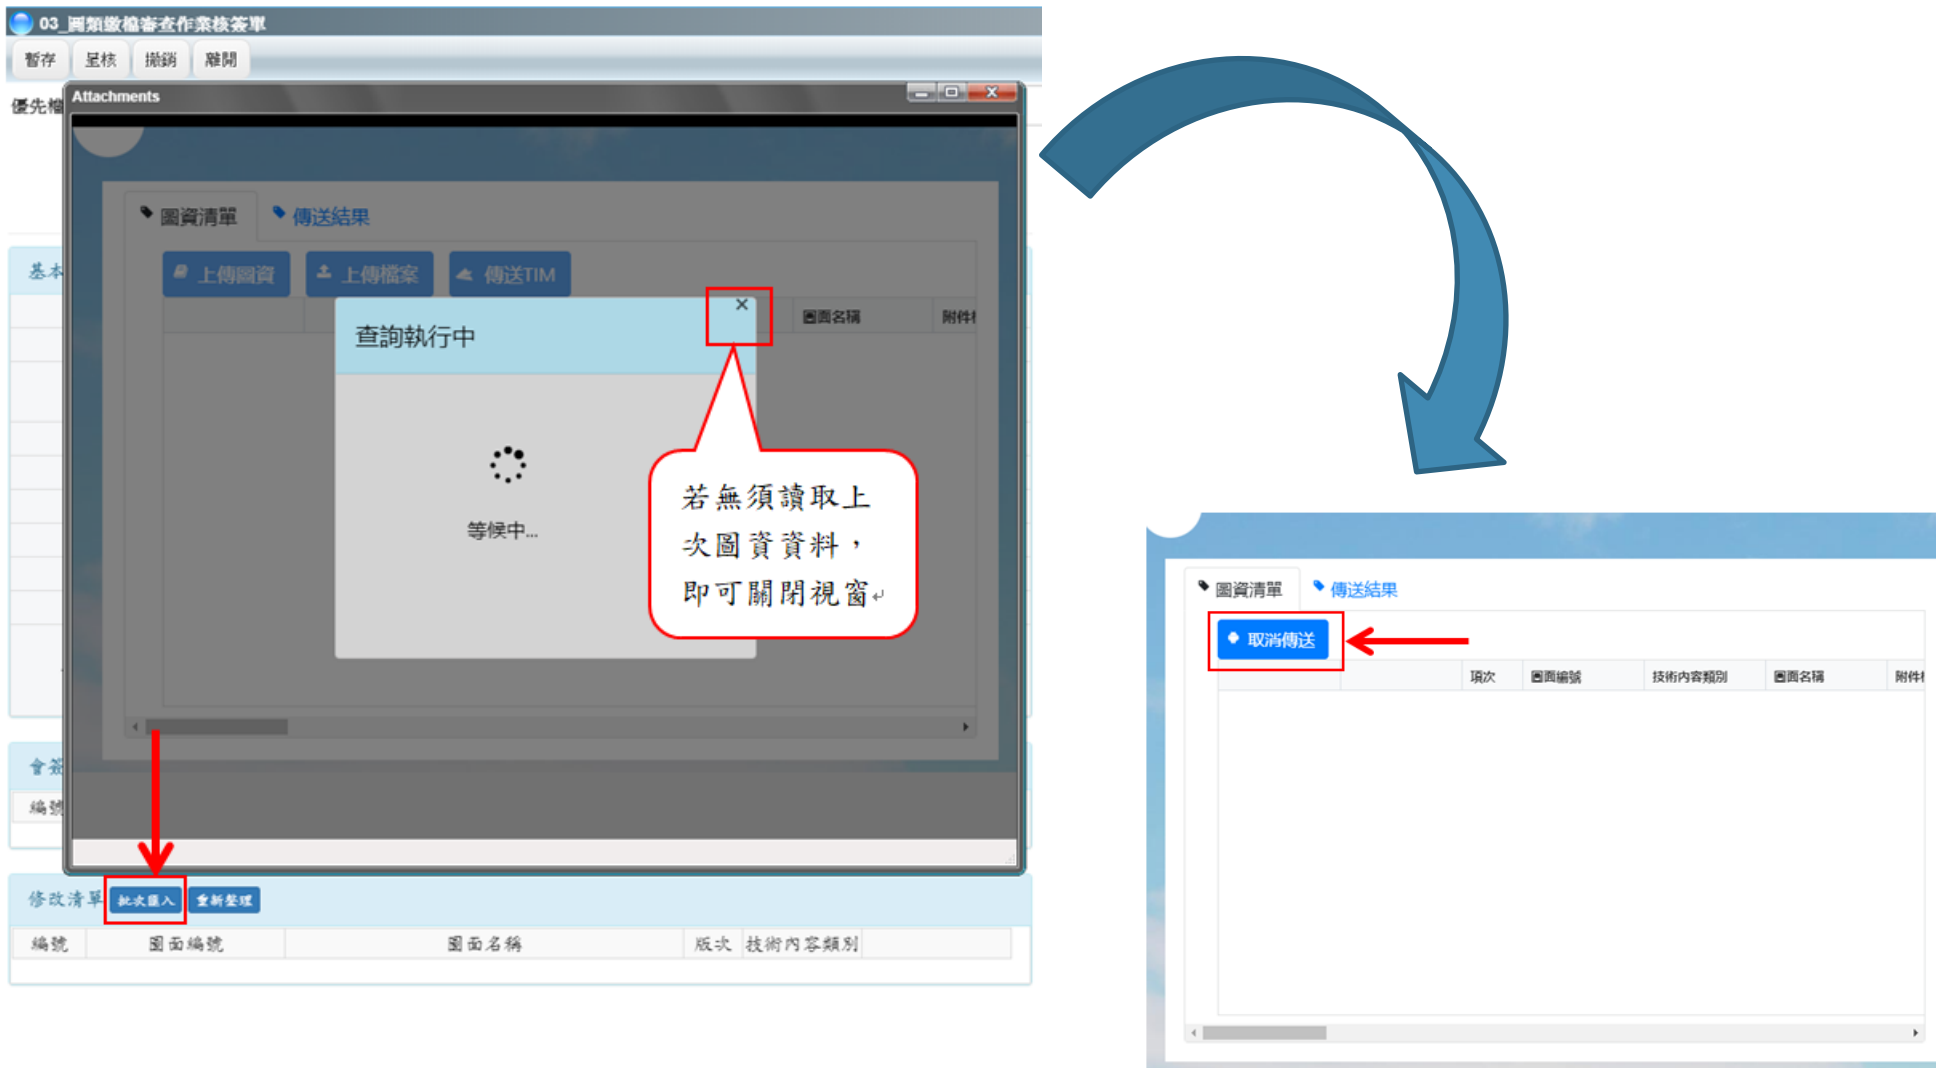 03_圖類繳檔審查作業核簽單
暫存 呈核 撤銷 離開
優先檔
Attachments
圖資清單 傳送結果
上傳圖資 上傳檔案 傳送TIM
基本
圖面名稱 附件
查詢執行中
等候中...
若無須讀取上
次圖資資料，
即可關閉視窗
會簽
編號
修改清單 批次匯入 重新整理
編號 圖面編號 圖面名稱 版次 技術內容類別
圖資清單 傳送結果
取消傳送
項次 圖面編號 技術內容類別 圖面名稱 附件